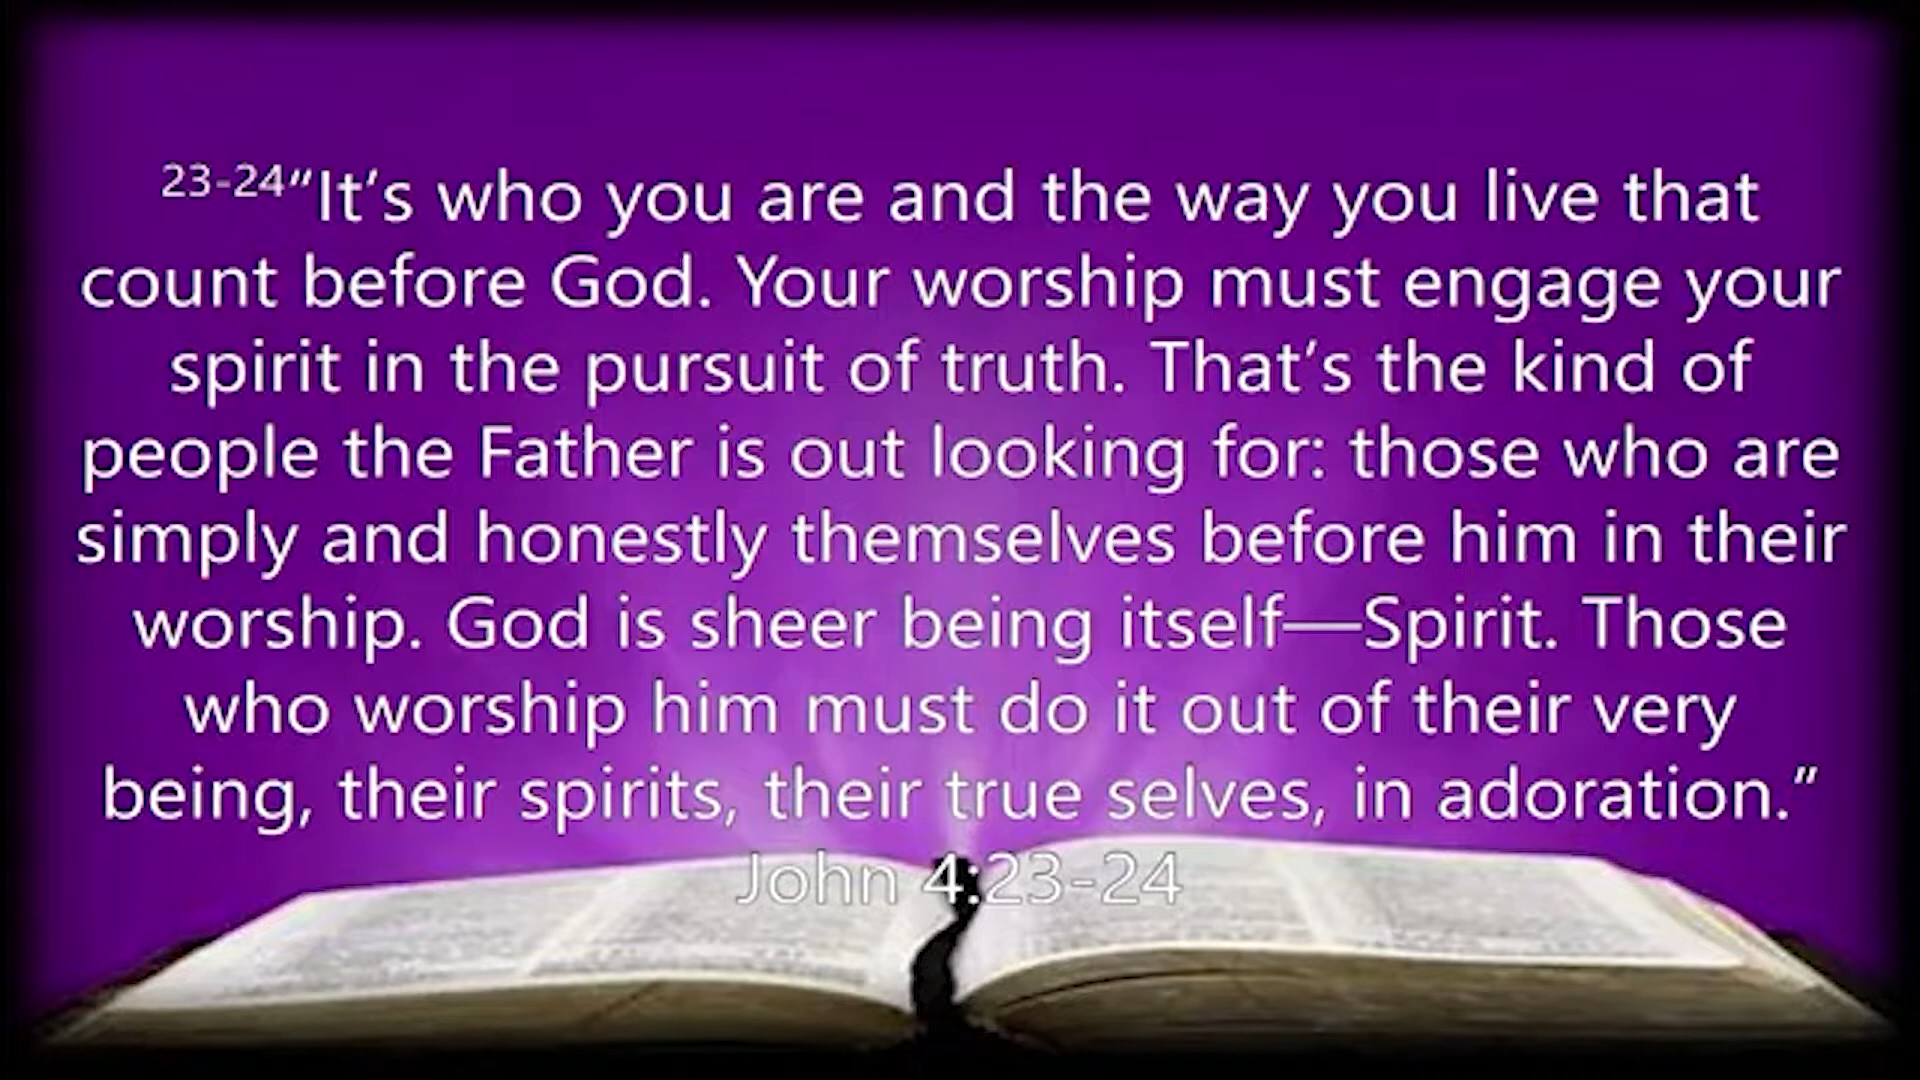 23-24“It’s who you are and the way you live that
count before God. Your worship must engage your
spirit in the pursuit of truth. That’s the kind of
people the Father is out looking for: those who are
simply and honestly themselves before him in their
worship. God is sheer being itself—Spirit. Those
who worship him must do it out of their very
being, their spirits, their true selves, in adoration.”
John 4:23-24